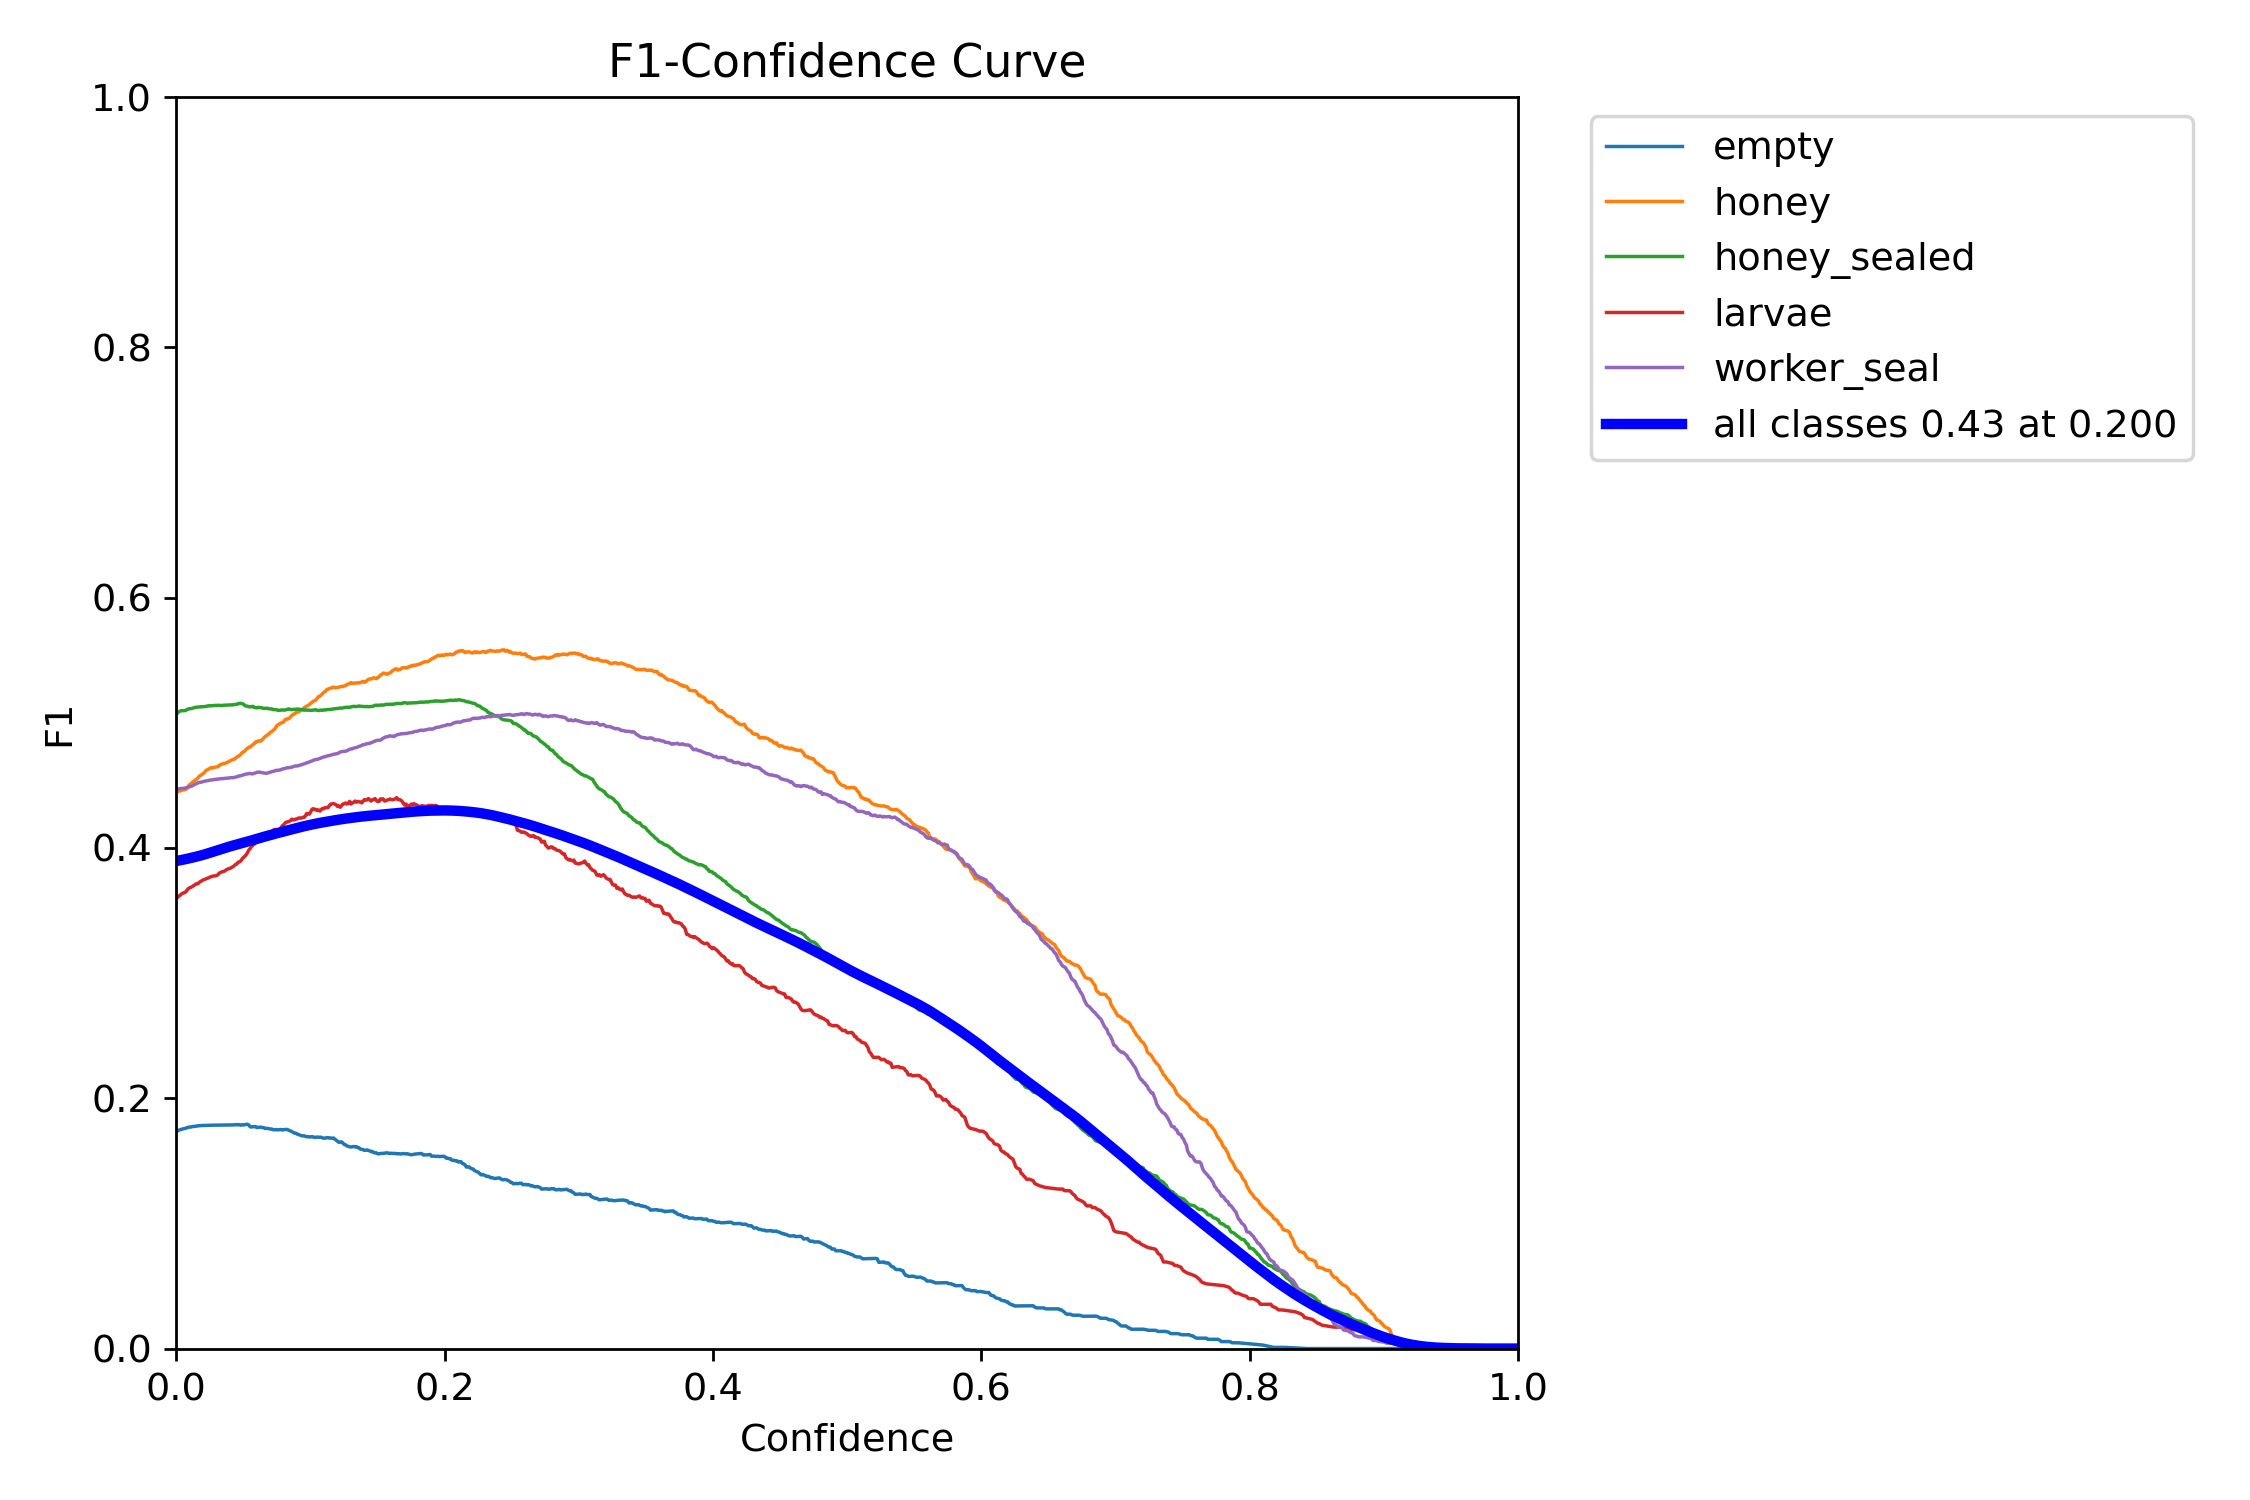 F1-Confidence Curve
1.0
0.8
0.6
0.4
0.2
0.0
F1
0.0 0.2 0.4 0.6 0.8 1.0
Confidence
empty
honey
honey_sealed
larvae
worker_seal
all classes 0.43 at 0.200